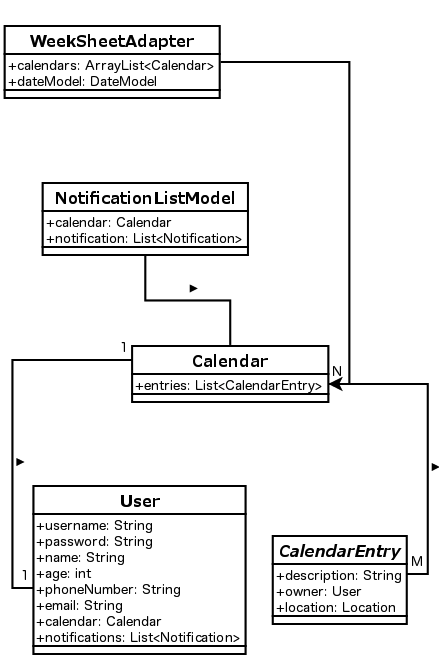 WeekSheetAdapter
+calendars: ArrayList<Calendar>
+dateModel: DateModel
NotificationListModel
+calendar: Calendar
+notification: List<Notification>
1
Calendar
+entries: List<CalendarEntry>
N
User
+username: String
+password: String
+name: String
+age: int
+phoneNumber: String
+email: String
+calendar: Calendar
+notifications: List<Notification>
1
CalendarEntry
+description: String
+owner: User
+location: Location
M